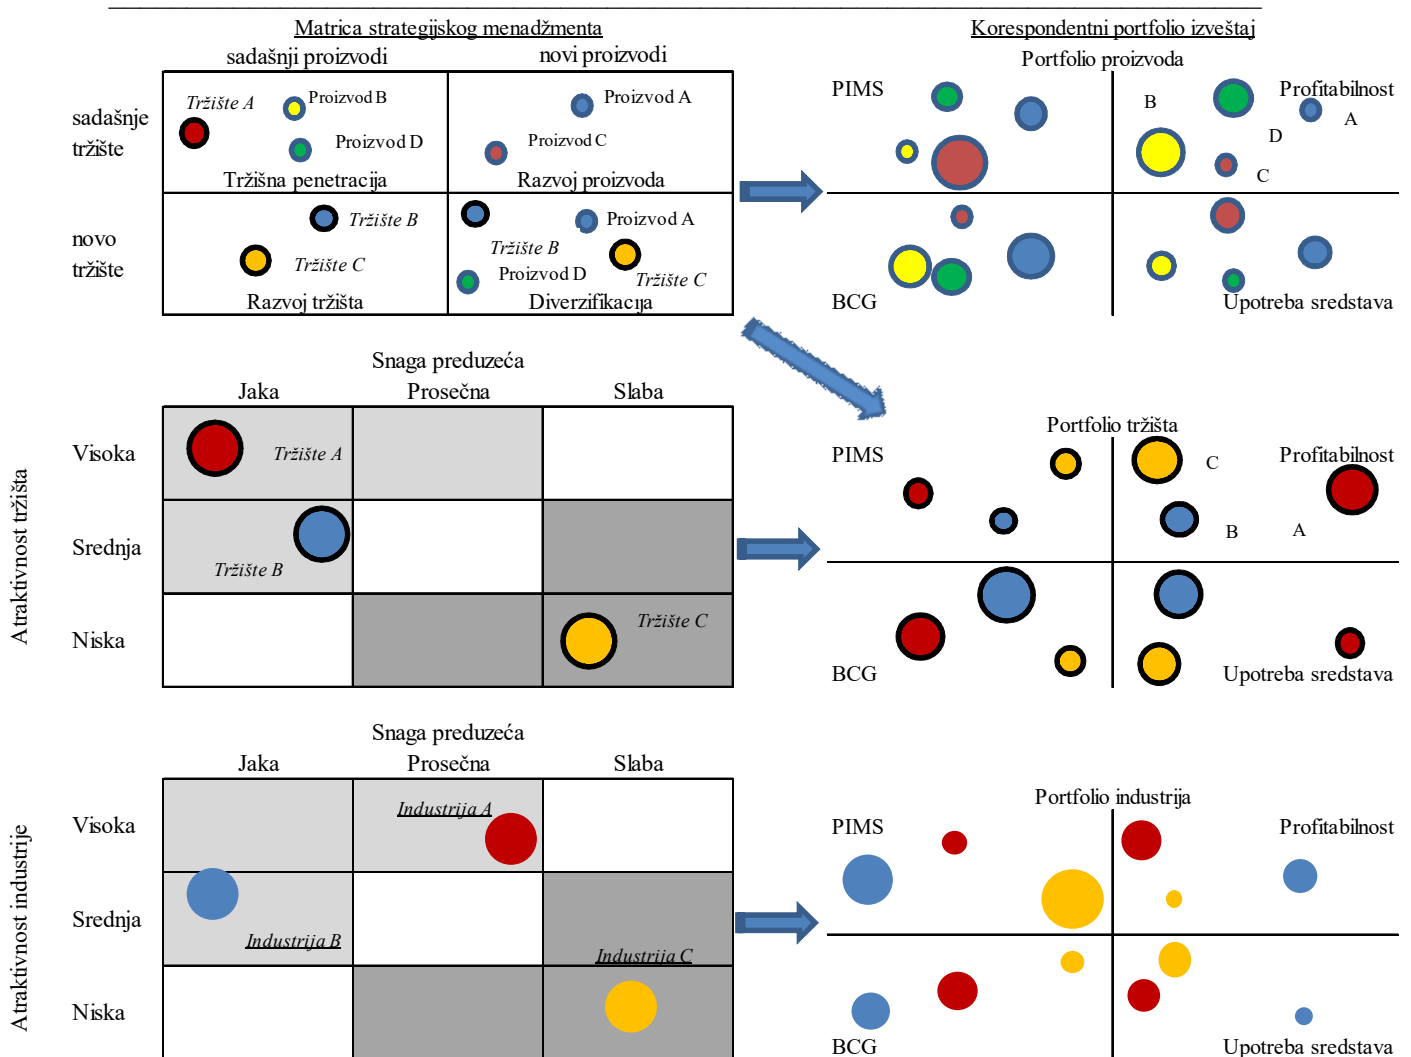 Matrica strategijskog menadžmenta
Korespondentni portfolio izveštaj
sadašnji proizvodi
novi proizvodi
Portfolio proizvoda
sadašnje tržište
Tržište A
Proizvod B
Proizvod D
Tržišna penetracija
Proizvod A
Proizvod C
Razvoj proizvoda
PIMS
Profitabilnost
B
A
D
C
novo tržište
Tržište B
Tržište C
Razvoj tržišta
Proizvod A
Tržište B
Proizvod D
Tržište C
Diverzifikacija
BCG
Upotreba sredstava
Snaga preduzeća
Jaka
Prosečna
Slaba
Atraktivnost tržišta
Visoka
Tržište A
Srednja
Tržište B
Niska
Tržište C
Portfolio tržišta
PIMS
Profitabilnost
C
B
A
BCG
Upotreba sredstava
Snaga preduzeća
Jaka
Prosečna
Slaba
Atraktivnost industrije
Visoka
Industrija A
Srednja
Industrija B
Industrija C
Niska
Portfolio industrija
PIMS
Profitabilnost
BCG
Upotreba sredstava